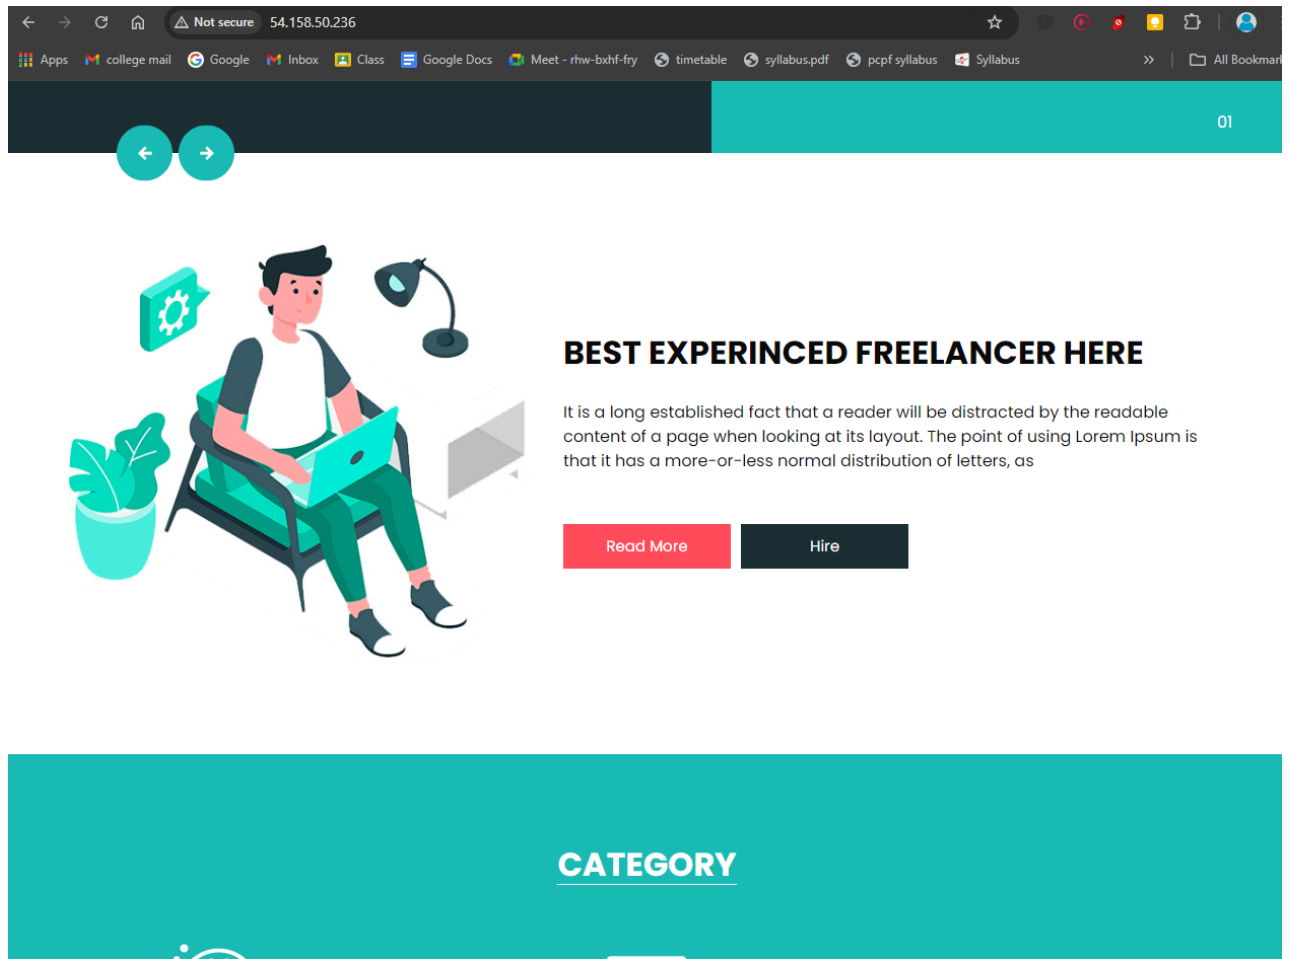 Not secure 54.158.50.236
Apps college mail Google Inbox Class Google Docs Meet - rhw-bxhf-fry timetable syllabus.pdf pcpf syllabus Syllabus » All Bookmark
01
BEST EXPERINCED FREELANCER HERE
It is a long established fact that a reader will be distracted by the readable
content of a page when looking at its layout. The point of using Lorem Ipsum is
that it has a more-or-less normal distribution of letters, as
Read More Hire
CATEGORY